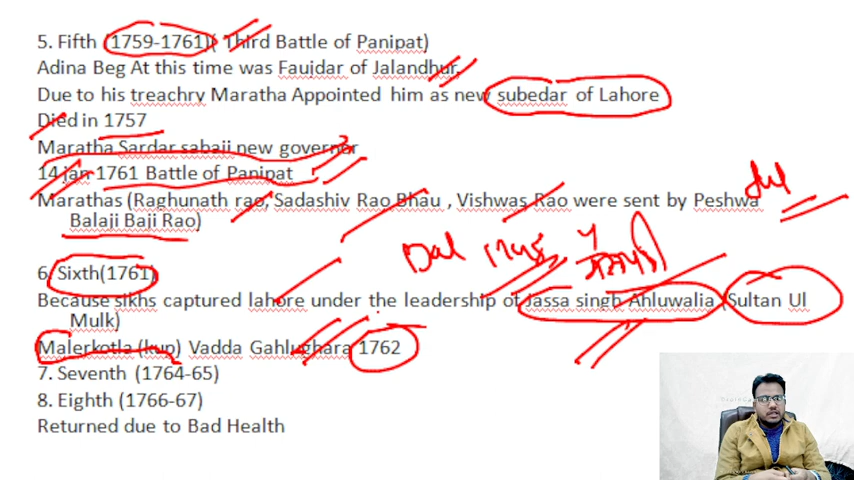 5. Fifth (1759-1761)( Third Battle of Panipat)
Adina Beg At this time was Faujdar of Jalandhur.
Due to his treachry Maratha Appointed him as new subedar of Lahore
Died in 1757
Maratha Sardar sabaji new governor
14 jan 1761 Battle of Panipat
Marathas (Raghunath rao, Sadashiv Rao Bhau , Vishwas Rao were sent by Peshwa
Balaji Baji Rao)
Dal
6. Sixth(1761)
Because sikhs captured lahore under the leadership of Jassa singh Ahluwalia (Sultan Ul
Mulk)
Malerkotla (kup) Vadda Gahlughara 1762
7. Seventh (1764-65)
8. Eighth (1766-67)
Returned due to Bad Health